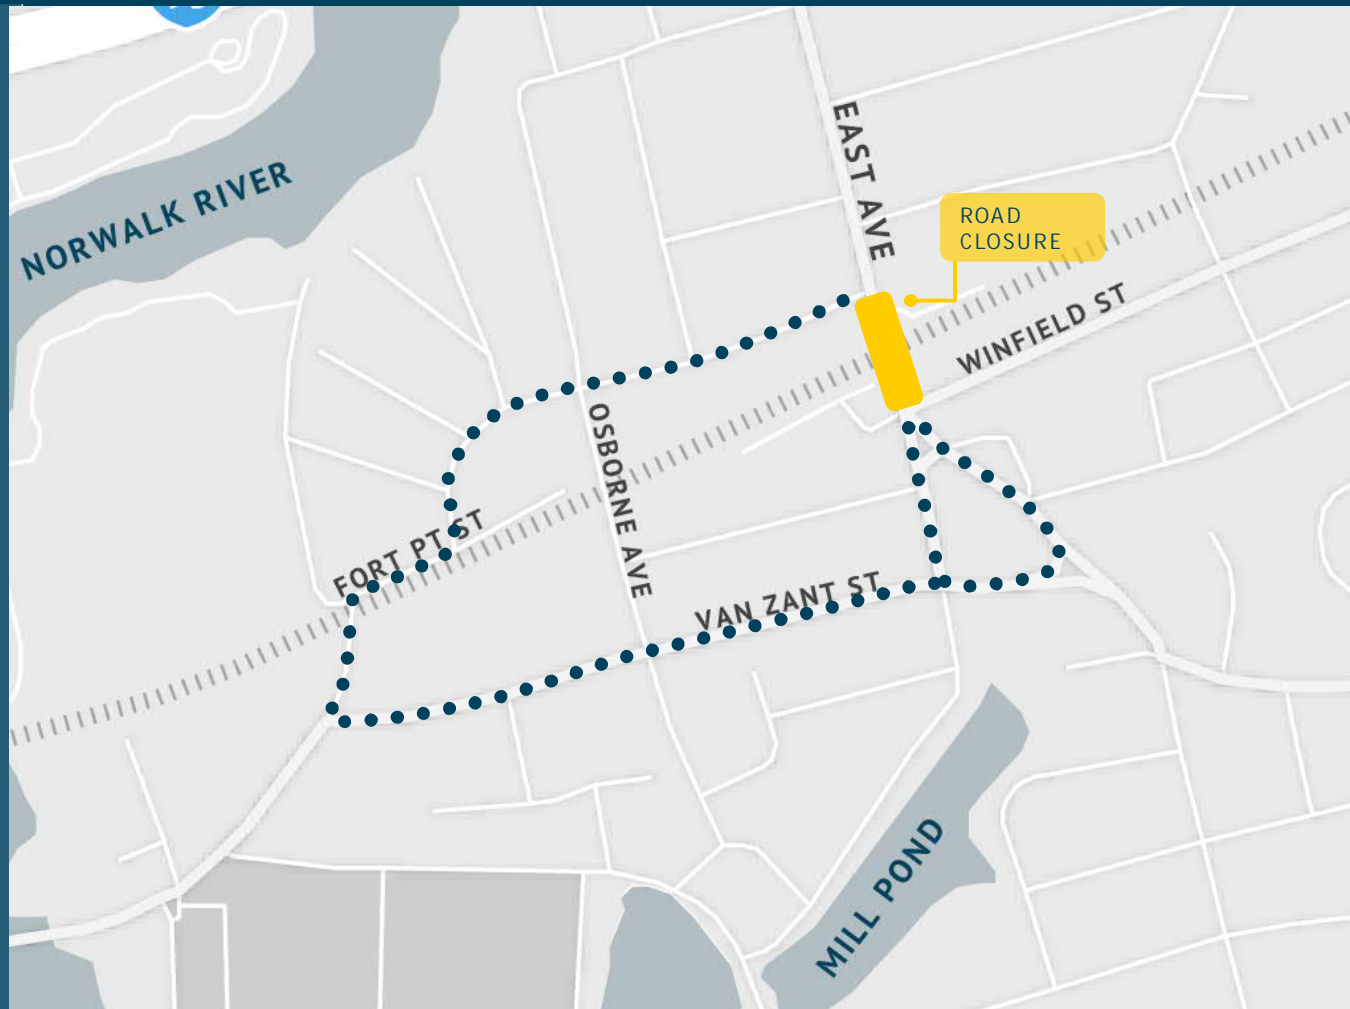 NORWALK RIVER
EAST AVE
ROAD
CLOSURE
WINFIELD ST
OSBORNE AVE
FORT PT ST
VAN ZANT ST
MILL POND